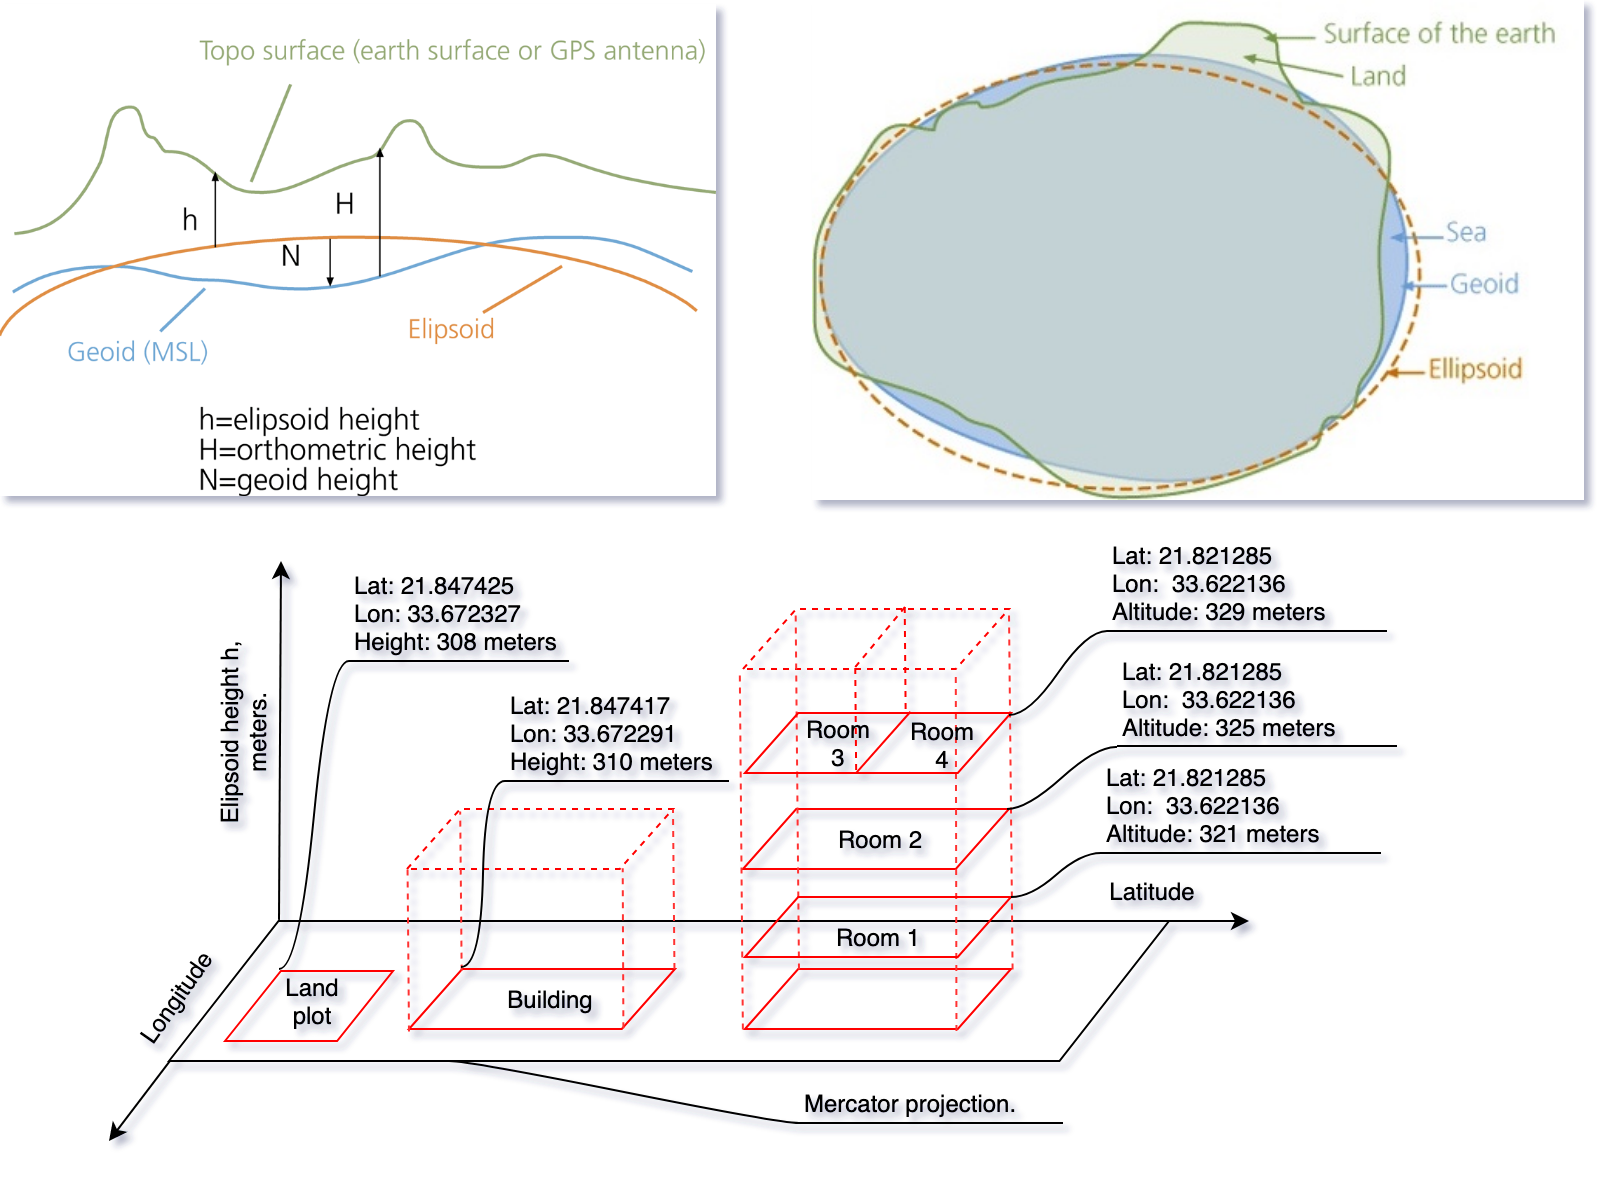 Topo surface (earth surface or GPS antenna)
h
H
N
Geoid (MSL)
Elipsoid
h=elipsoid height
H=orthometric height
N=geoid height
Surface of the earth
Land
Sea
Geoid
Ellipsoid
Elipsoid height h,
meters.
Lat: 21.847425
Lon: 33.672327
Height: 308 meters
Lat: 21.847417
Lon: 33.672291
Height: 310 meters
Lat: 21.821285
Lon: 33.622136
Altitude: 329 meters
Lat: 21.821285
Lon: 33.622136
Altitude: 325 meters
Lat: 21.821285
Lon: 33.622136
Altitude: 321 meters
Room
3
Room
4
Room 2
Room 1
Latitude
Longitude
Land
plot
Building
Mercator projection.